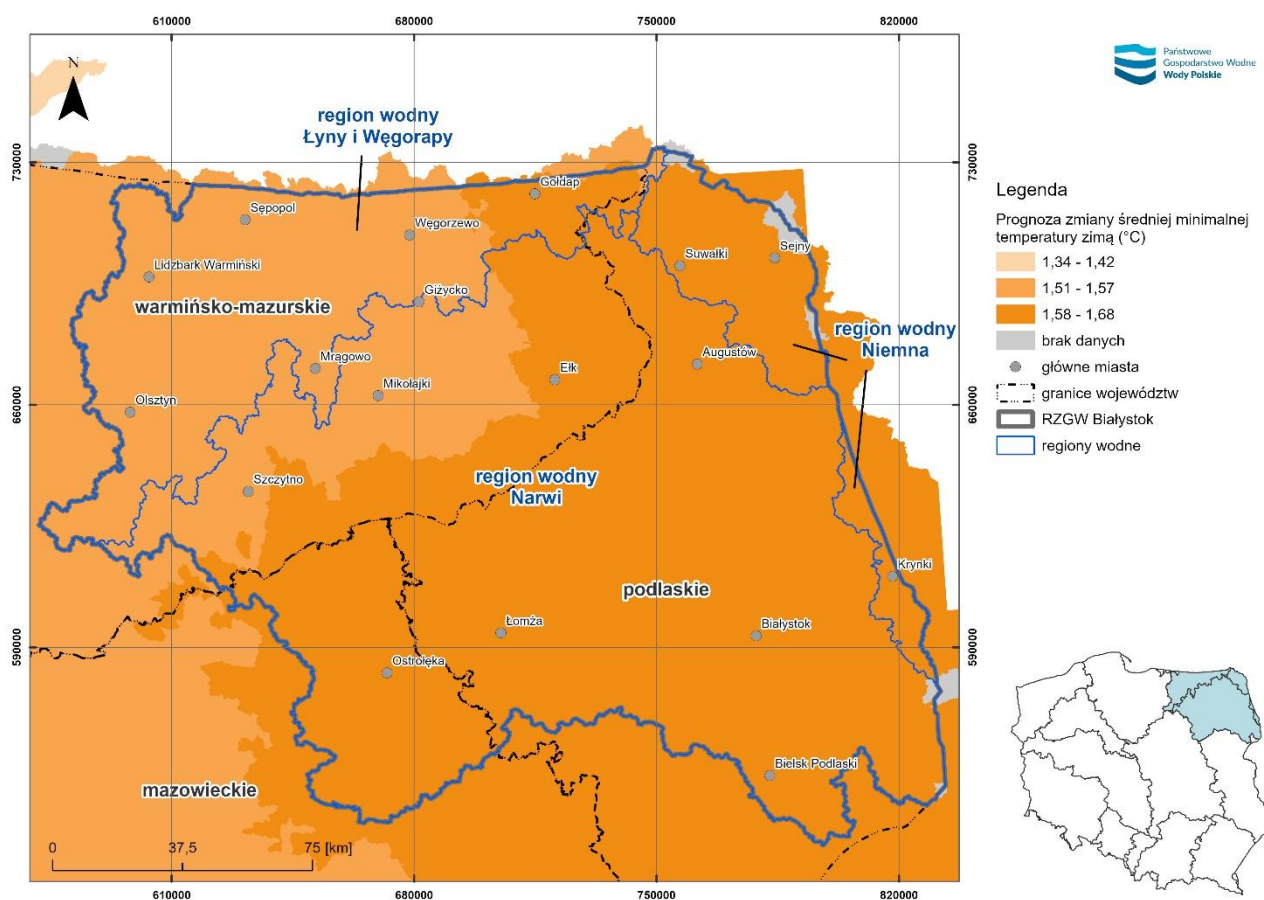 610000
680000
750000
820000
N
Państwowe
Gospodarstwo Wodne
Wody Polskie
region wodny
Łyny i Węgorapy
730000
730000
Gołdap
Sępopol
Węgorzewo
Suwałki
Sejny
Lidzbark Warmiński
Giżycko
warmińsko-mazurskie
region wodny
Niemna
Mrągowo
Ełk
Augustów
Mikołajki
Olsztyn
660000
660000
region wodny
Narwi
Szczytno
Krynki
podlaskie
Łomża
Białystok
590000
590000
Ostrołęka
Bielsk Podlaski
mazowieckie
0
37,5
75 [km]
610000
680000
750000
820000
Legenda
Prognoza zmiany średniej minimalnej
temperatury zimą (°C)
1,34 - 1,42
1,51 - 1,57
1,58 - 1,68
brak danych
główne miasta
granice województw
RZGW Białystok
regiony wodne